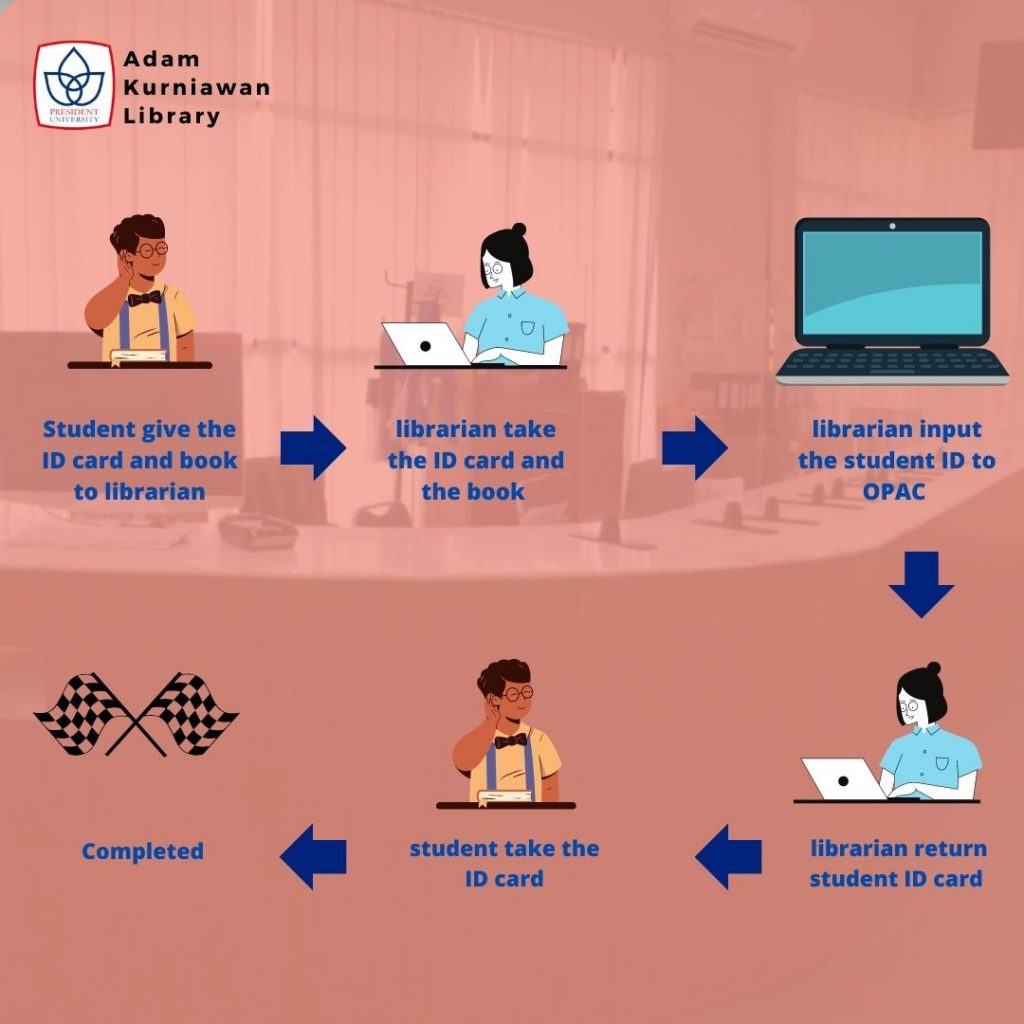 Adam
Kurniawan
Library
PRESIDENT
UNIVERSITY
Student give the
ID card and book
to librarian
librarian take
the ID card and
the book
librarian input
the student ID to
OPAC
librarian return
student ID card
student take the
ID card
Completed